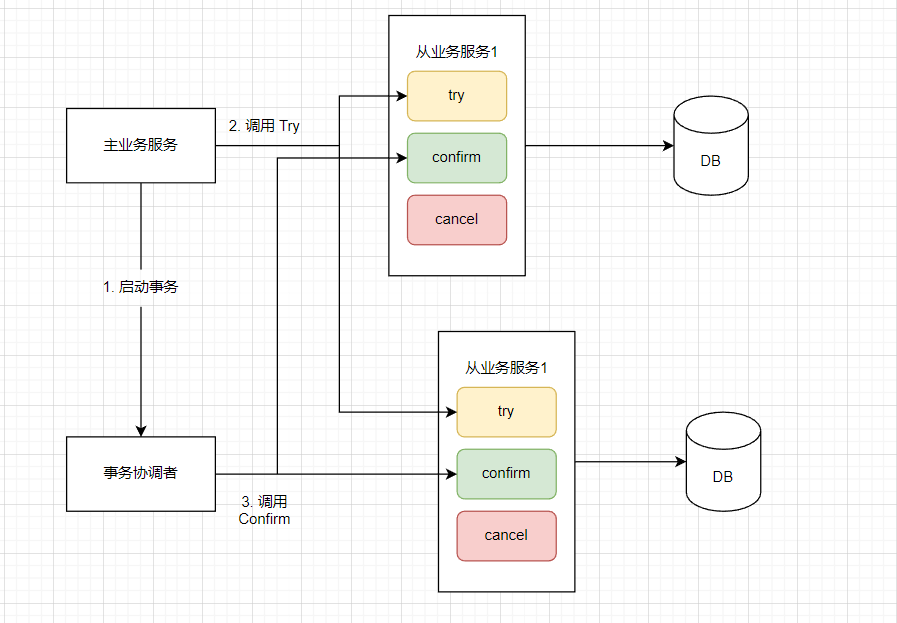 从业务服务1
try
主业务服务
2. 调用 Try
confirm
DB
cancel
1. 启动事务
从业务服务1
try
事务协调者
confirm
DB
3. 调用
Confirm
cancel